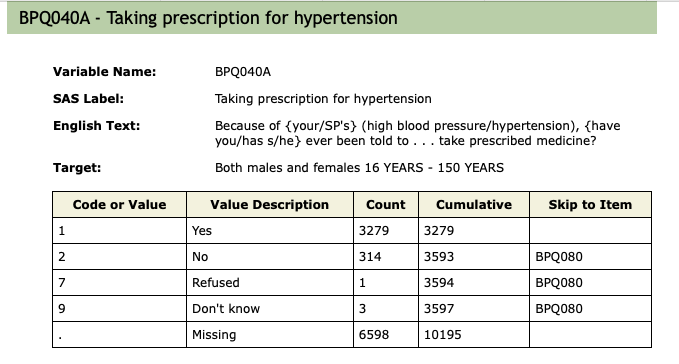 BPQ040A - Taking prescription for hypertension
Variable Name: BPQ040A
SAS Label: Taking prescription for hypertension
English Text: Because of {your/SP's} (high blood pressure/hypertension), {have
you/has s/he} ever been told to . . . take prescribed medicine?
Target: Both males and females 16 YEARS - 150 YEARS
Code or Value Value Description Count Cumulative Skip to Item
1 Yes 3279 3279
2 No 314 3593 BPQ080
7 Refused 1 3594 BPQ080
9 Don't know 3 3597 BPQ080
. Missing 6598 10195